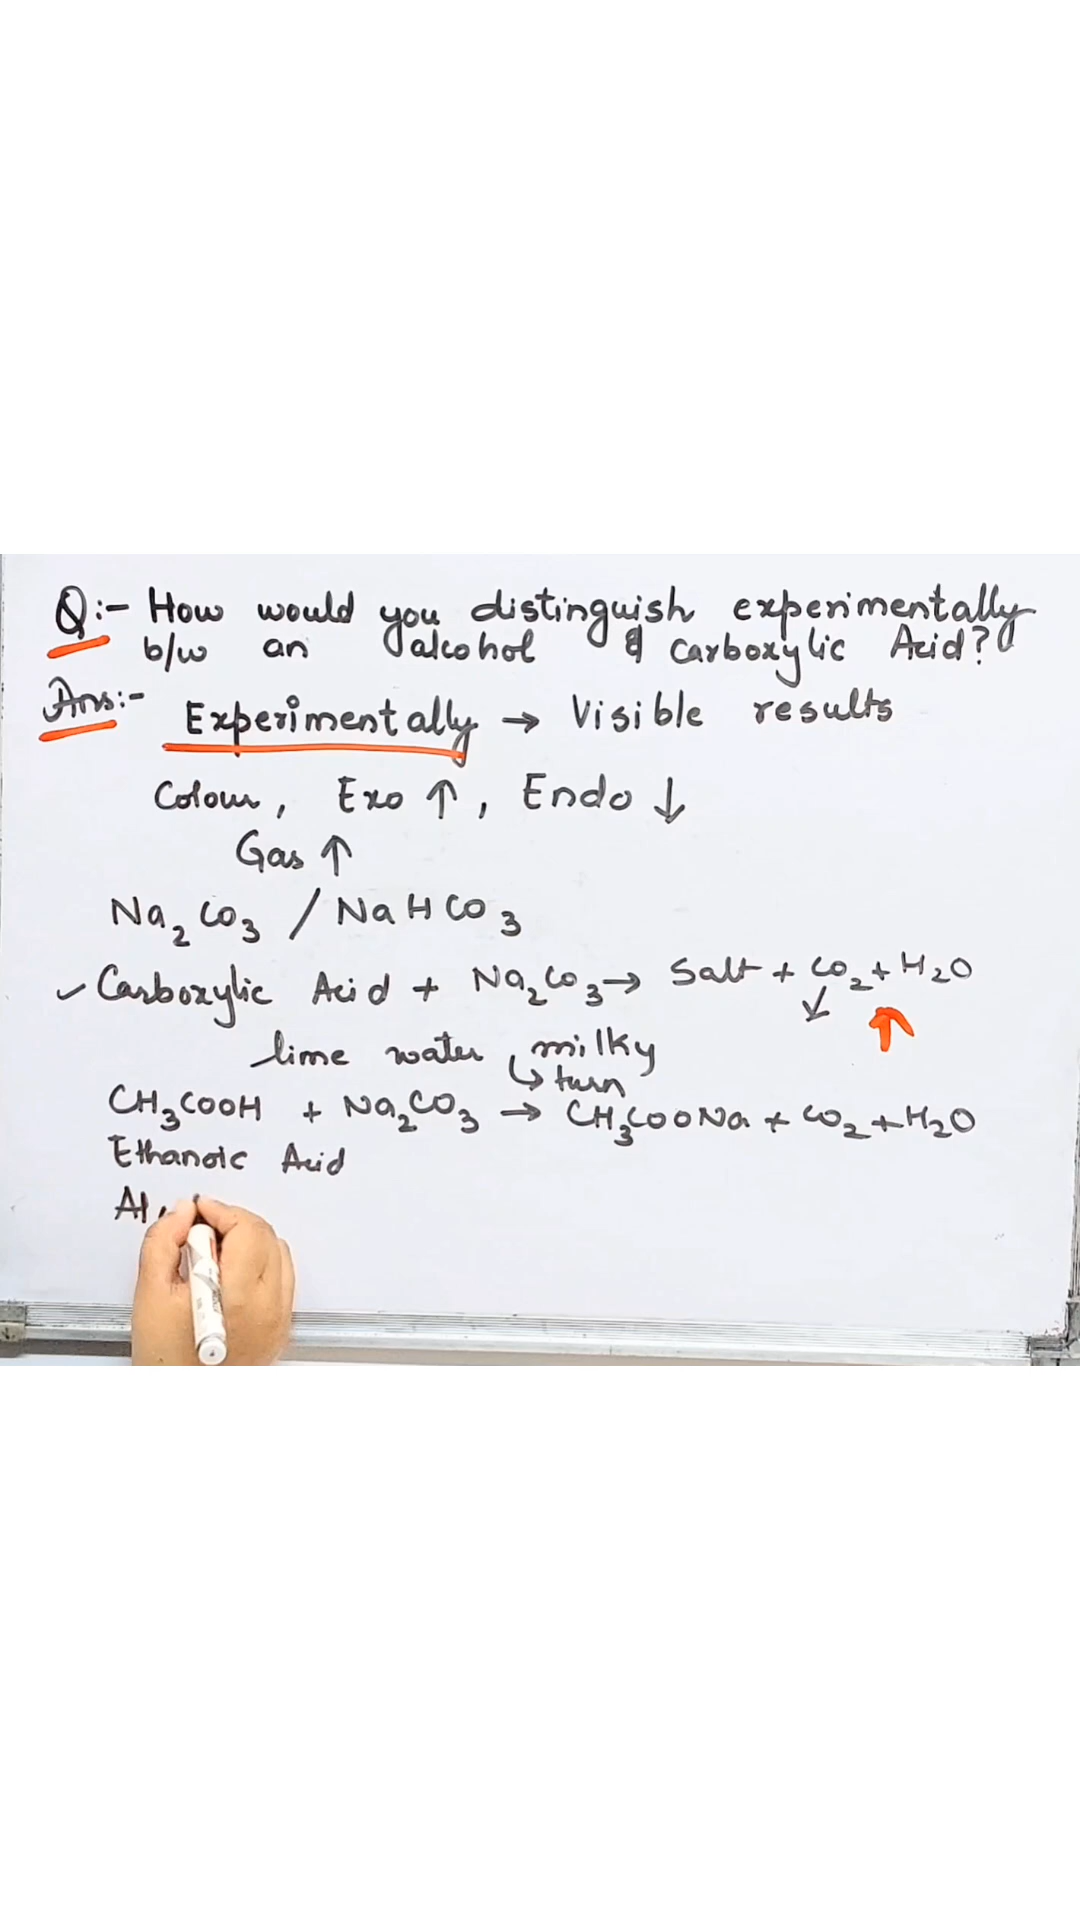 Q:- How would you distinguish experimentally
b/w an alcohol & carboxylic Acid?
Ans:- Experimentally → Visible results
Colour, Exo ↑, Endo ↓
Gas ↑
Na₂CO₃ / NaHCO₃
✓ Carboxylic Acid + Na₂CO₃ → Salt + CO₂ + H₂O
lime water milky
↳ turn
CH₃COOH + Na₂CO₃ → CH₃COONa + CO₂ + H₂O
Ethanoic Acid